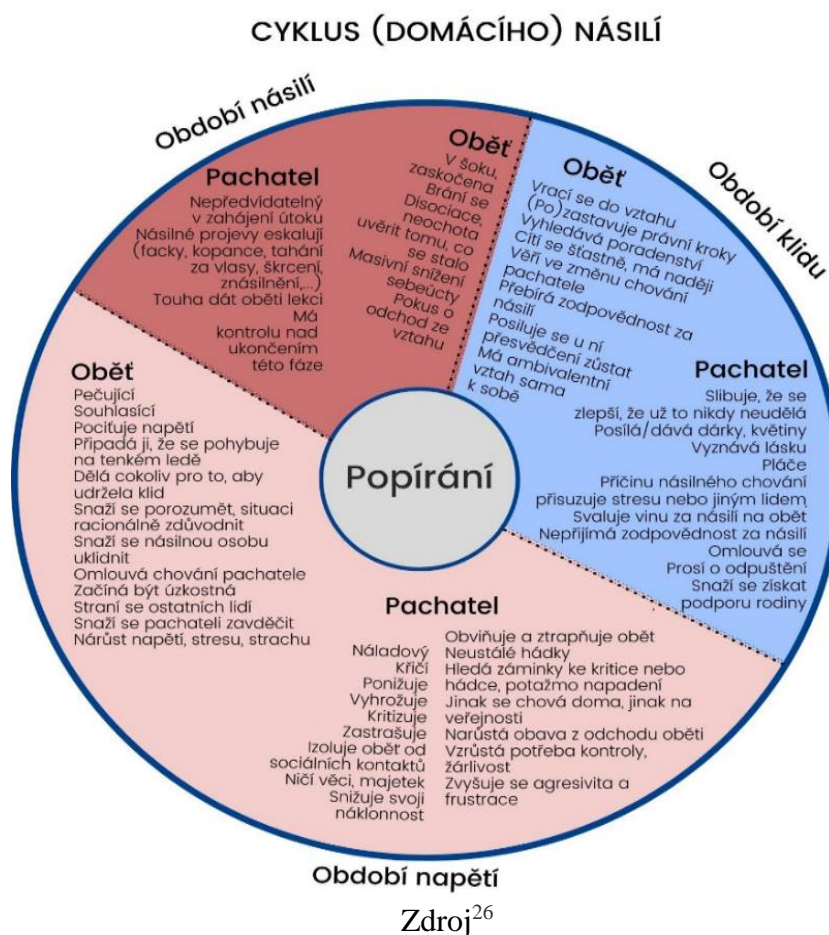 CYKLUS (DOMÁCÍHO) NÁSILÍ
Období násilí
Pachatel
Nepředvídatelný
v zahájení útoku
Násilné projevy eskalují
(facky, kopance, tahání
za vlasy, škrcení,
znásilnění,...)
Touha dát oběti lekci
Má
kontrolu nad
ukončením
této fáze
Oběť
V šoku,
zaskočena
Brání se
Disociace,
neochota
uvěřit tomu, co
se stalo
Masivní snížení
sebeúcty
Pokus o
odchod ze
vztahu
Období klidu
Oběť
Vrací se do vztahu
(Po)zastavuje právní kroky
Vyhledává poradenství
Cítí se šťastně, má naději
Věří ve změnu chování
pachatele
Přebírá zodpovědnost za
násilí
Posiluje se u ní
přesvědčení zůstat
Má ambivalentní
vztah sama
k sobě
Pachatel
Slibuje, že se
zlepší, že už to nikdy neudělá
Posílá/dává dárky, květiny
Vyznává lásku
Pláče
Příčinu násilného chování
přisuzuje stresu nebo jiným lidem
Svaluje vinu za násilí na obět
Nepřijímá zodpovědnost za násilí
Omlouvá se
Prosí o odpuštění
Snaží se získat
podporu rodiny
Popírání
Oběť
Pečující
Souhlasící
Pociťuje napětí
Připadá ji, že se pohybuje
na tenkém ledě
Dělá cokoliv pro to, aby
udržela klid
Snaží se porozumět, situaci
racionálně zdůvodnit
Snaží se násilnou osobu
uklidnit
Omlouvá chování pachatele
Začíná být úzkostná
Straní se ostatních lidí
Snaží se pachateli zavděčit
Nárůst napětí, stresu, strachu
Pachatel
Náladový
Křičí
Ponižuje
Vyhrožuje
Kritizuje
Zastrašuje
Izoluje oběť od
sociálních kontaktů
Ničí věci, majetek
Snižuje svoji
náklonnost
Obviňuje a ztrapňuje obět
Neustálé hádky
Hledá záminky ke kritice nebo
hádce, potažmo napadení
Jinak se chová doma, jinak na
veřejnosti
Narůstá obava z odchodu oběti
Vzrůstá potřeba kontroly,
žárlivost
Zvyšuje se agresivita a
frustrace
Období napětí
Zdroj26